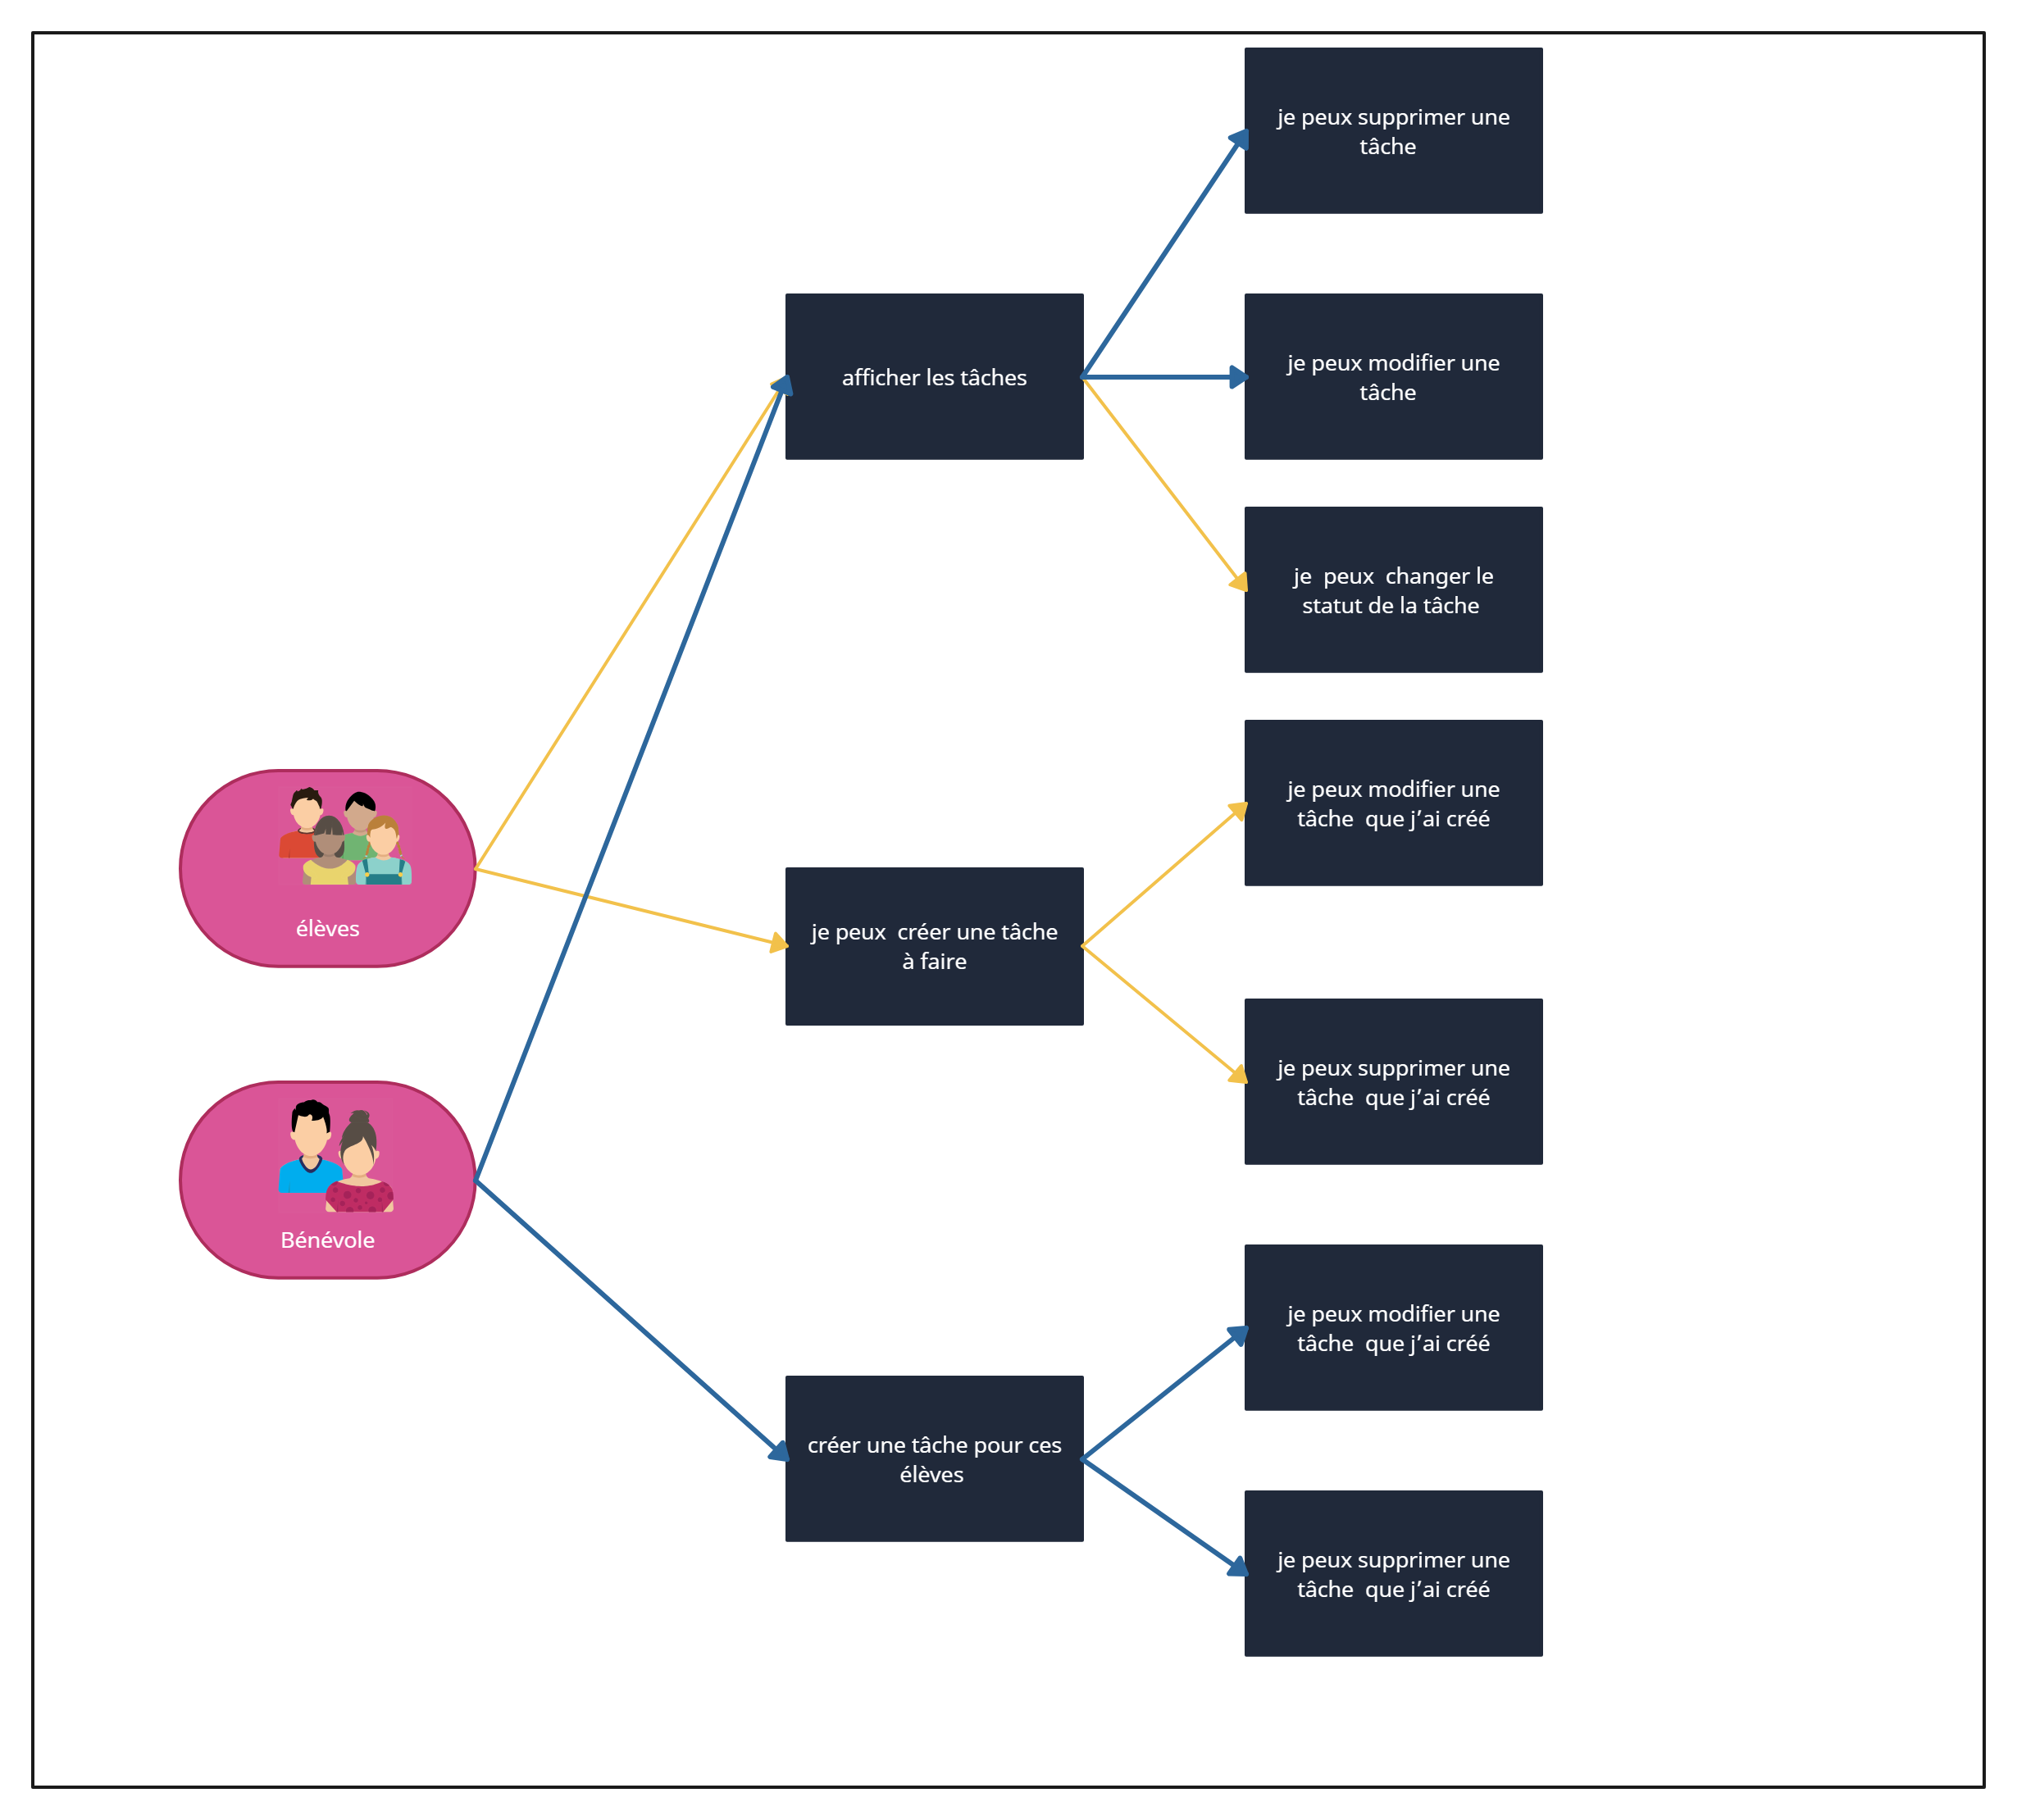 je peux supprimer une
tâche
afficher les tâches
je peux modifier une
tâche
je  peux  changer le
statut de la tâche
je peux modifier une
tâche  que j’ai créé
élèves
je peux  créer une tâche
à faire
je peux supprimer une
tâche  que j’ai créé
Bénévole
je peux modifier une
tâche  que j’ai créé
créer une tâche pour ces
élèves
je peux supprimer une
tâche  que j’ai créé